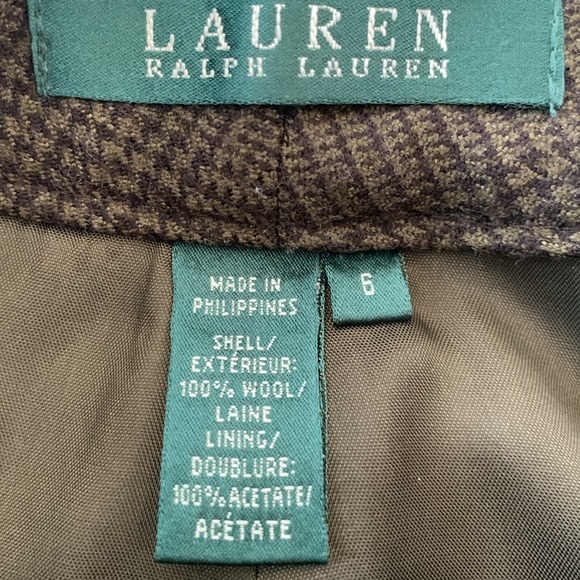 LAUREN
RALPH LAUREN
MADE IN
PHILIPPINES
6
SHELL/
EXTÉRIEUR:
100% WOOL/
LAINE
LINING/
DOUBLURE:
100% ACETATE/
ACÉTATE